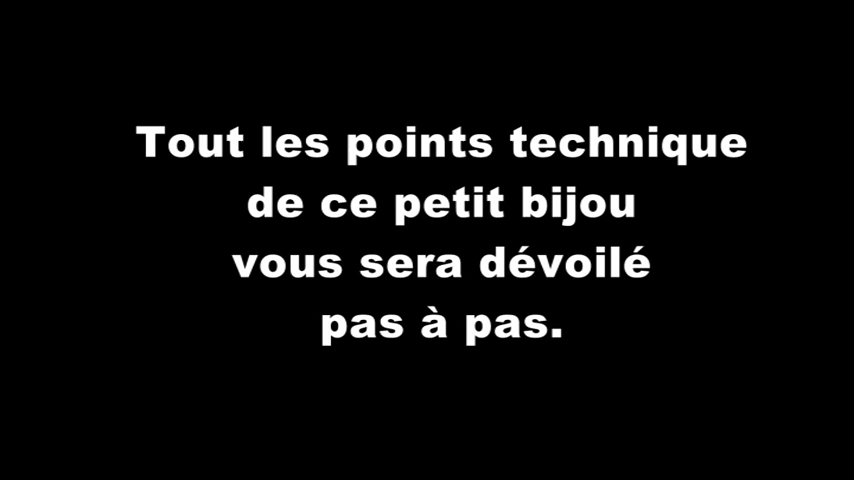 Tout les points technique
de ce petit bijou
vous sera dévoilé
pas à pas.